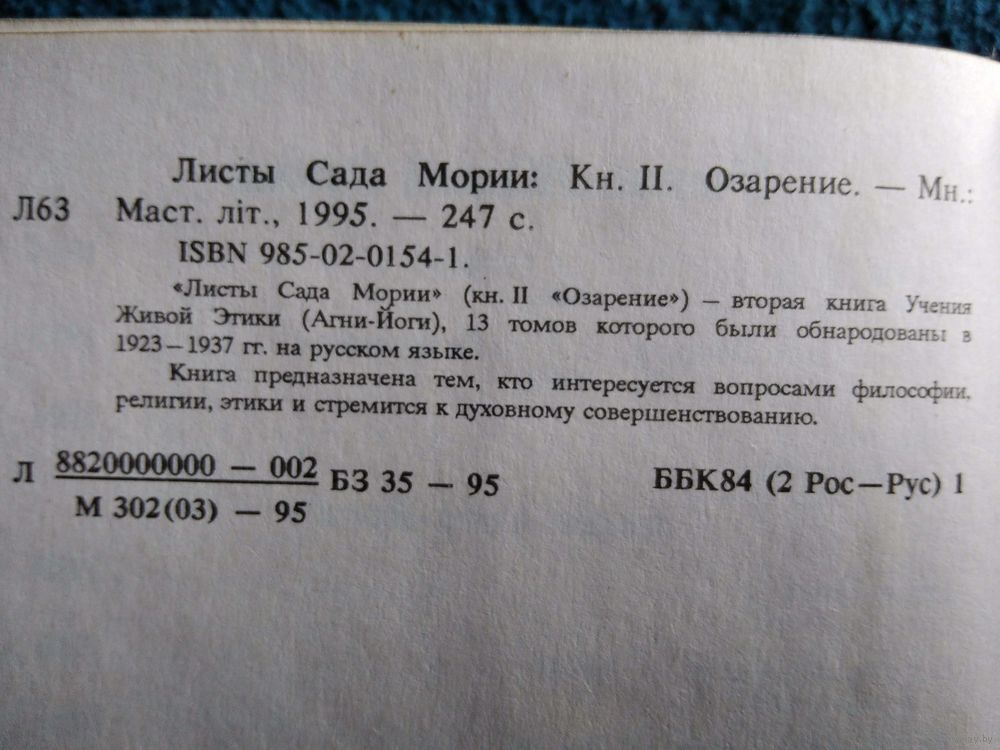 Листы Сада Мории: Кн. II. Озарение. — Мн.:
Л63 Маст. літ., 1995. — 247 с.
ISBN 985-02-0154-1.
«Листы Сада Мории» (кн. II «Озарение») — вторая книга Учения
Живой Этики (Агни-Йоги), 13 томов которого были обнародованы в
1923—1937 гг. на русском языке.
Книга предназначена тем, кто интересуется вопросами философии,
религии, этики и стремится к духовному совершенствованию.
8820000000 — 002
Л БЗ 35 — 95 ББК84 (2 Рос—Рус) 1
М 302(03) — 95